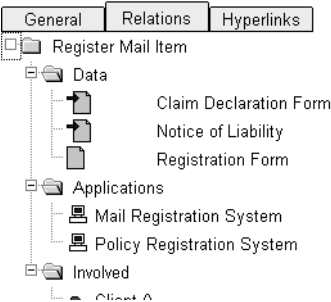 General Relations Hyperlinks
Register Mail Item
Data
Claim Declaration Form
Notice of Liability
Registration Form
Applications
Mail Registration System
Policy Registration System
Involved
Client